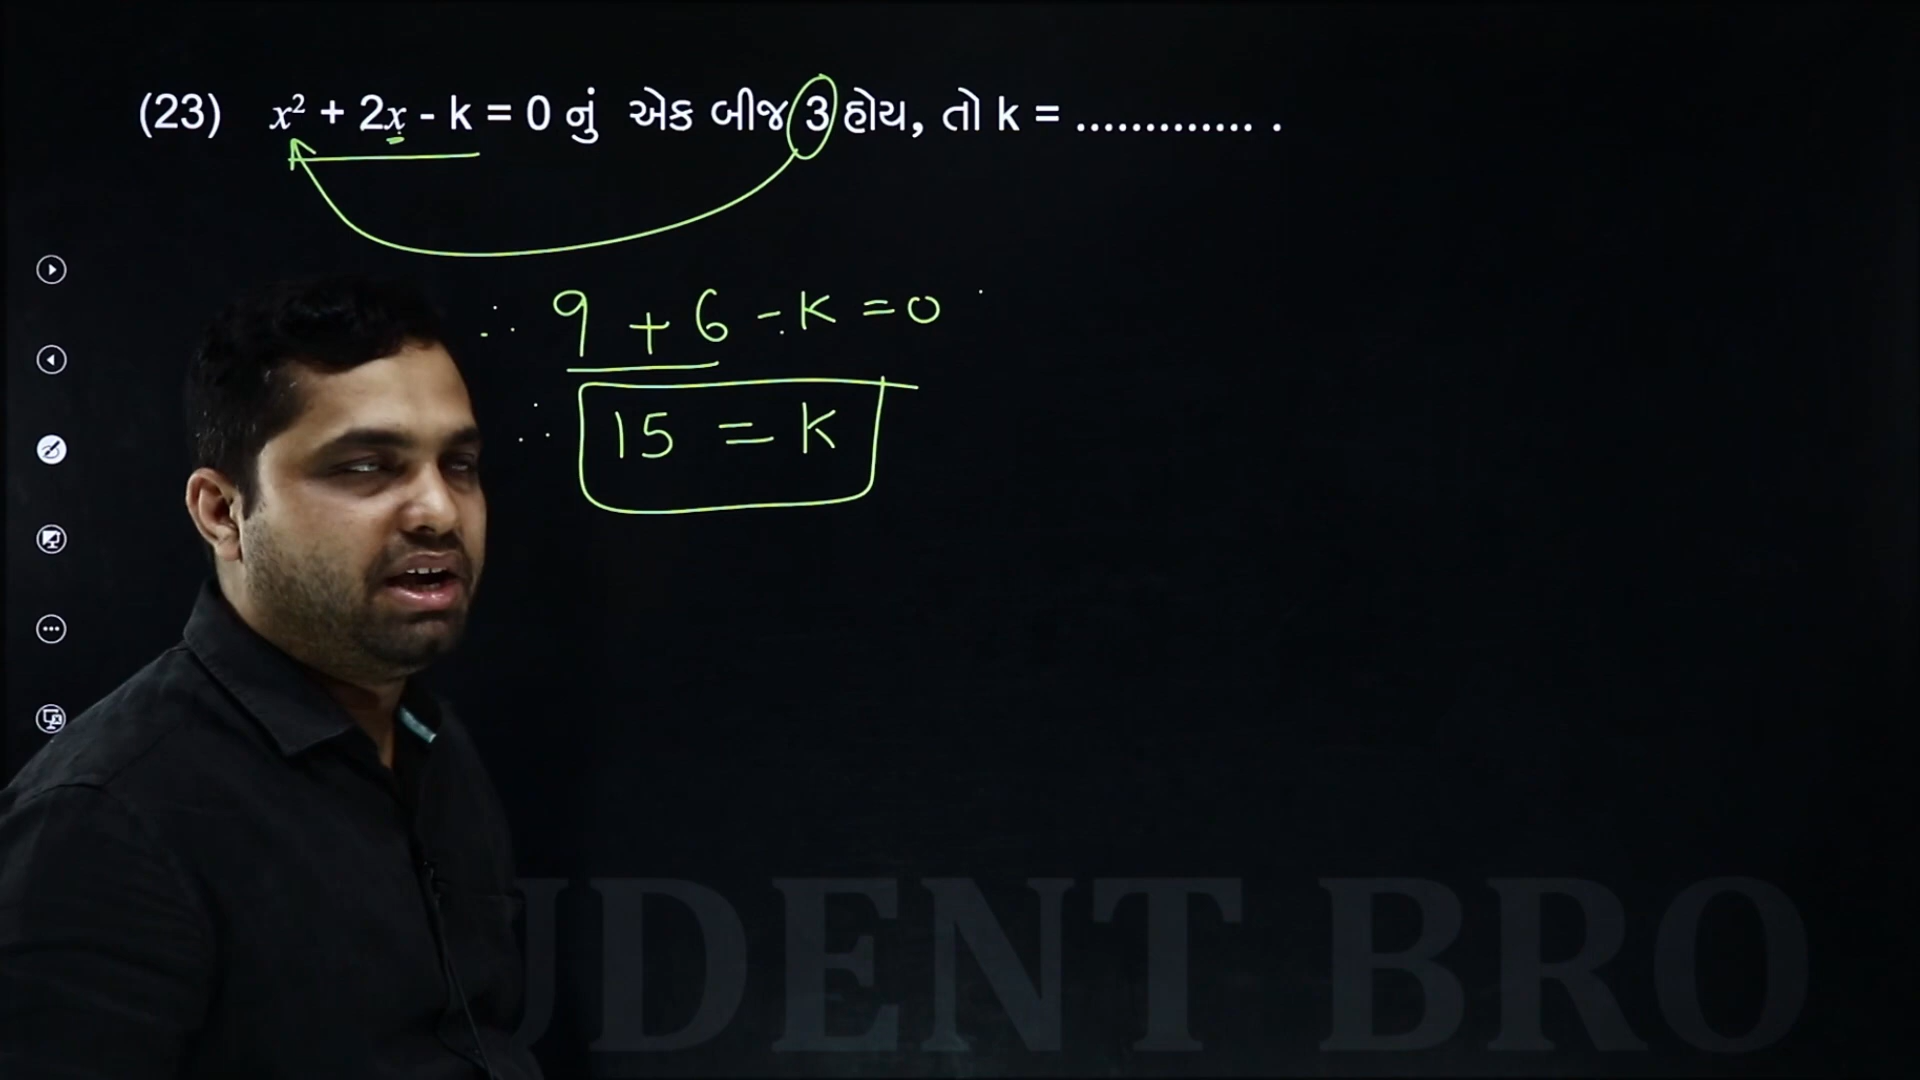 (23) x² + 2x - k = 0 નું એક બીજ 3 હોય, તો k = ............. .
∴ 9 + 6 - k = 0
∴ 15 = k
UDENT BRO